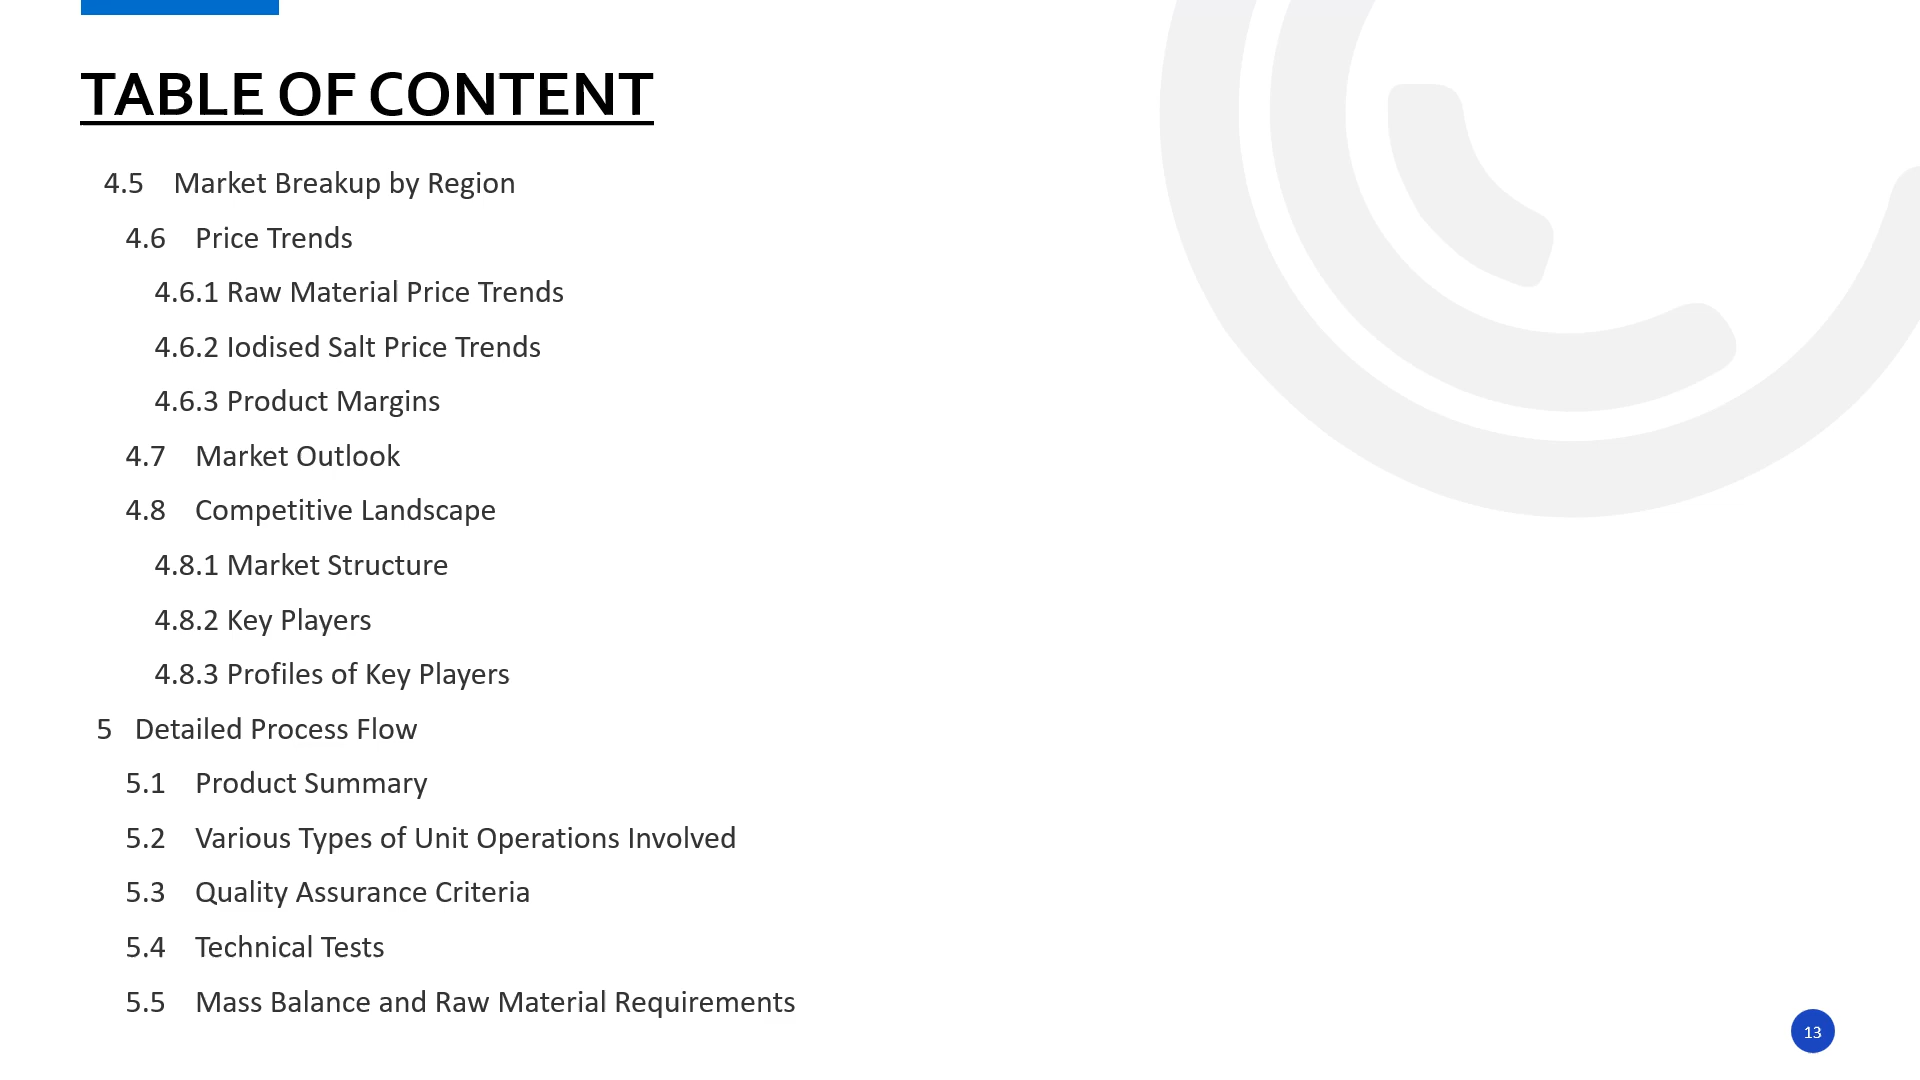 TABLE OF CONTENT
4.5 Market Breakup by Region
4.6 Price Trends
4.6.1 Raw Material Price Trends
4.6.2 Iodised Salt Price Trends
4.6.3 Product Margins
4.7 Market Outlook
4.8 Competitive Landscape
4.8.1 Market Structure
4.8.2 Key Players
4.8.3 Profiles of Key Players
5 Detailed Process Flow
5.1 Product Summary
5.2 Various Types of Unit Operations Involved
5.3 Quality Assurance Criteria
5.4 Technical Tests
5.5 Mass Balance and Raw Material Requirements
13